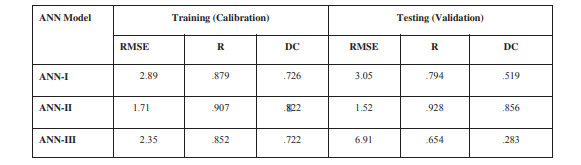 ANN Model Training (Calibration) Testing (Validation)
RMSE R DC RMSE R DC
ANN-I 2.89 .879 .726 3.05 .794 .519
ANN-II 1.71 .907 .822 1.52 .928 .856
ANN-III 2.35 .852 .722 6.91 .654 .283